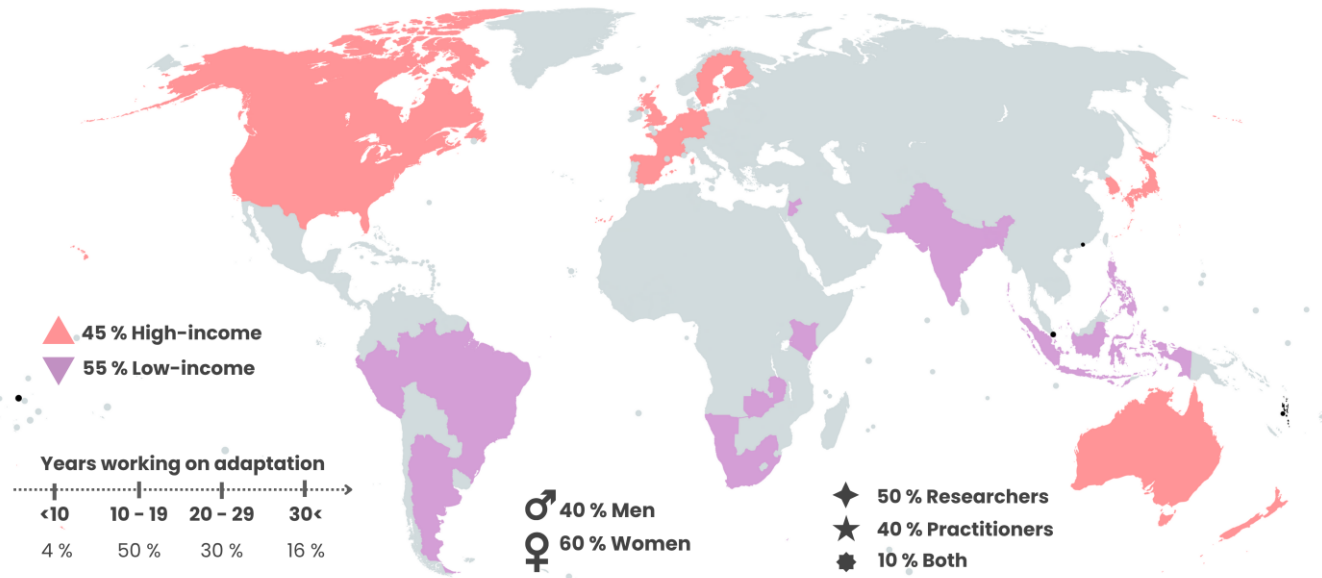 45 % High-income
55 % Low-income
Years working on adaptation
<10 10 – 19 20 – 29 30<
4 % 50 % 30 % 16 %
40 % Men
60 % Women
50 % Researchers
40 % Practitioners
10 % Both